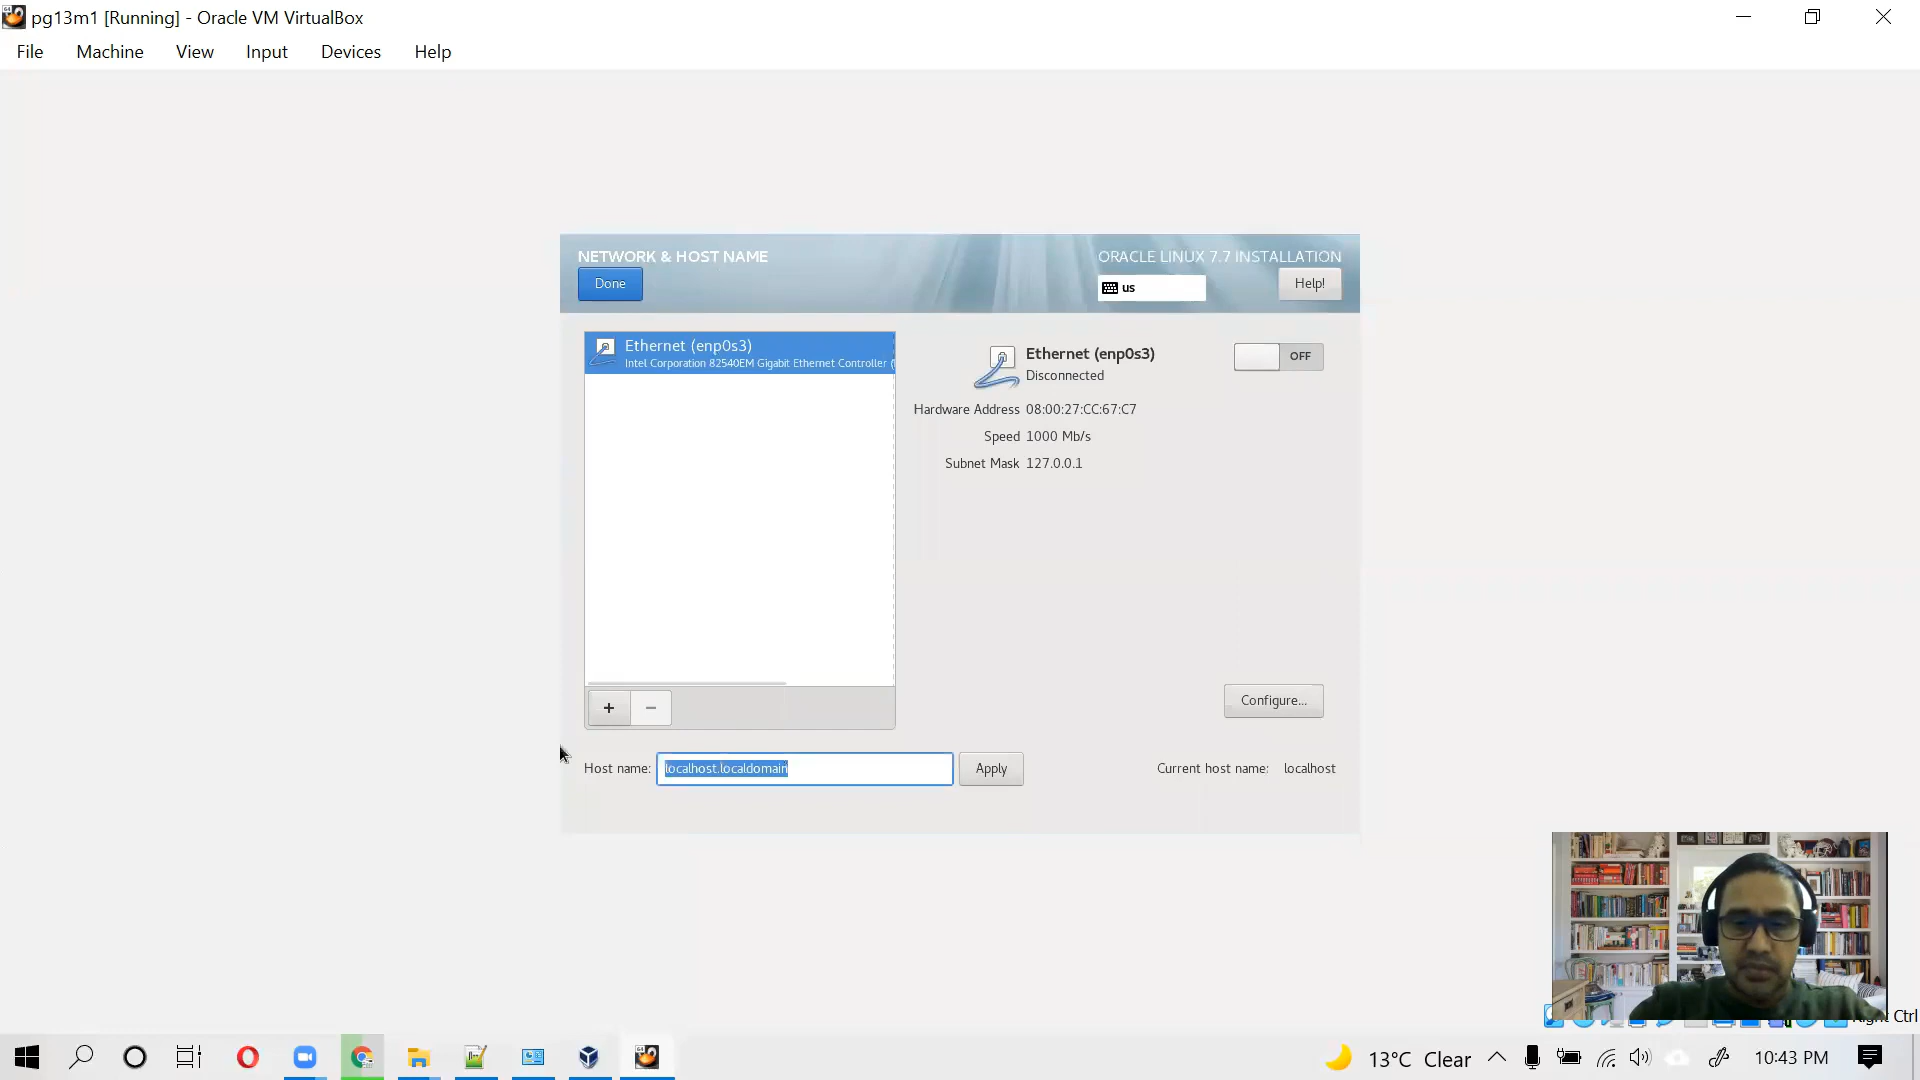 pg13m1 [Running] - Oracle VM VirtualBox
File Machine View Input Devices Help
NETWORK & HOST NAME
Done
ORACLE LINUX 7.7 INSTALLATION
us
Help!
Ethernet (enp0s3)
Intel Corporation 82540EM Gigabit Ethernet Controller (
Ethernet (enp0s3)
Disconnected
OFF
Hardware Address 08:00:27:CC:67:C7
Speed 1000 Mb/s
Subnet Mask 127.0.0.1
+ −
Configure...
Host name: localhost.localdomain
Apply
Current host name: localhost
Right Ctrl
13°C Clear
10:43 PM